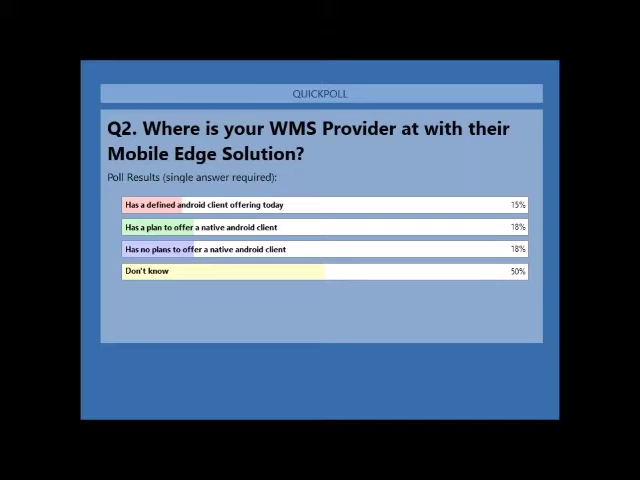 QUICKPOLL
Q2. Where is your WMS Provider at with their
Mobile Edge Solution?
Poll Results (single answer required):
Has a defined android client offering today 15%
Has a plan to offer a native android client 18%
Has no plans to offer a native android client 18%
Don't know 50%